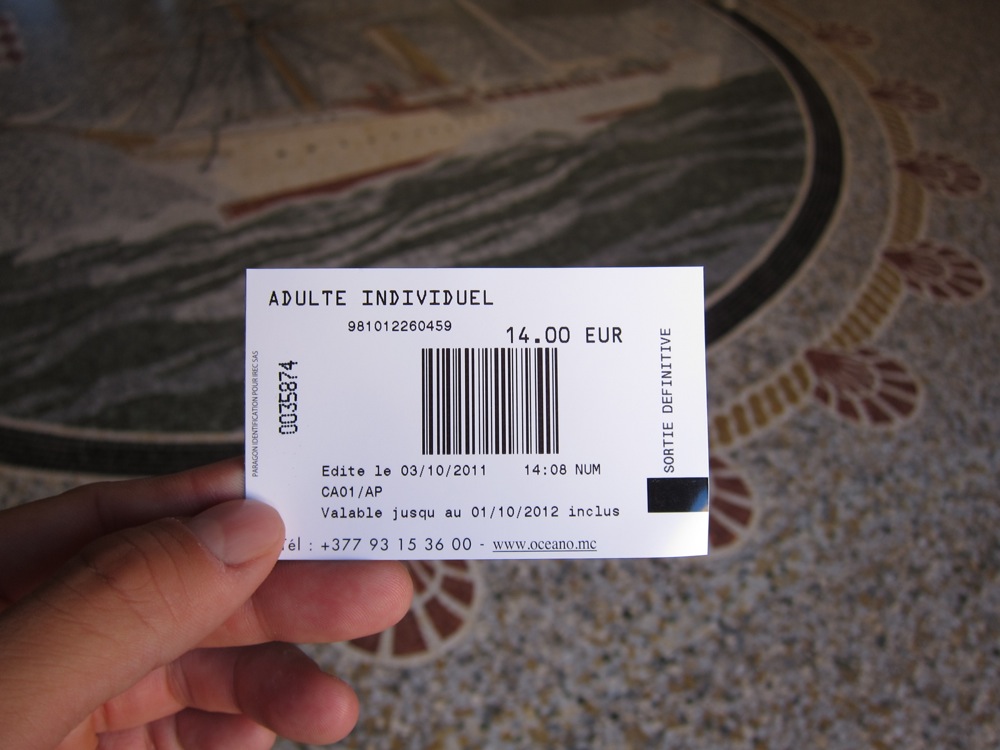 ADULTE INDIVIDUEL
981012260459
14.00 EUR
PARAGON IDENTIFICATION POUR IREC SAS
0035874
SORTIE DEFINITIVE
Edite le 03/10/2011 14:08 NUM
CA01/AP
Valable jusqu au 01/10/2012 inclus
Tél : +377 93 15 36 00 - www.oceano.mc